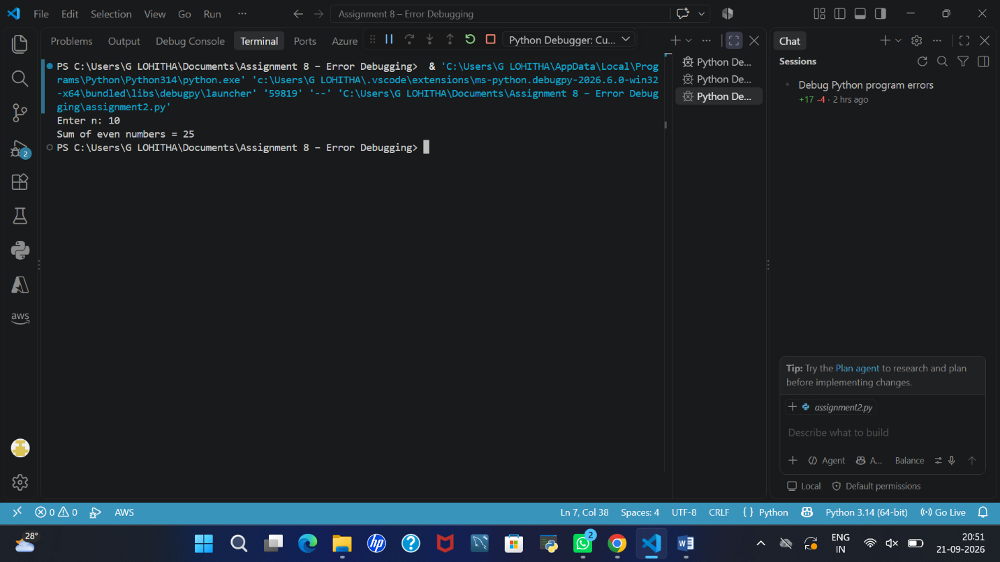 File Edit Selection View Go Run ···
Assignment 8 – Error Debugging
Problems Output Debug Console Terminal Ports Azure
Python Debugger: Cu...
PS C:\Users\G LOHITHA\Documents\Assignment 8 – Error Debugging>  & 'C:\Users\G LOHITHA\AppData\Local\Prog
rams\Python\Python314\python.exe' 'c:\Users\G LOHITHA\.vscode\extensions\ms-python.debugpy-2026.6.0-win32
-x64\bundled\libs\debugpy\launcher' '59819' '--' 'C:\Users\G LOHITHA\Documents\Assignment 8 – Error Debug
ging\assignment2.py'
Enter n: 10
Sum of even numbers = 25
PS C:\Users\G LOHITHA\Documents\Assignment 8 – Error Debugging>
Python De...
Python De...
Python De...
Chat
Sessions
Debug Python program errors
+17 -4 · 2 hrs ago
Tip: Try the Plan agent to research and plan
before implementing changes.
assignment2.py
Describe what to build
Agent A... Balance
Local Default permissions
2
aws
0 0 AWS
Ln 7, Col 38 Spaces: 4 UTF-8 CRLF { } Python Python 3.14 (64-bit) Go Live
28°
2
ENG
IN
20:51
21-09-2026